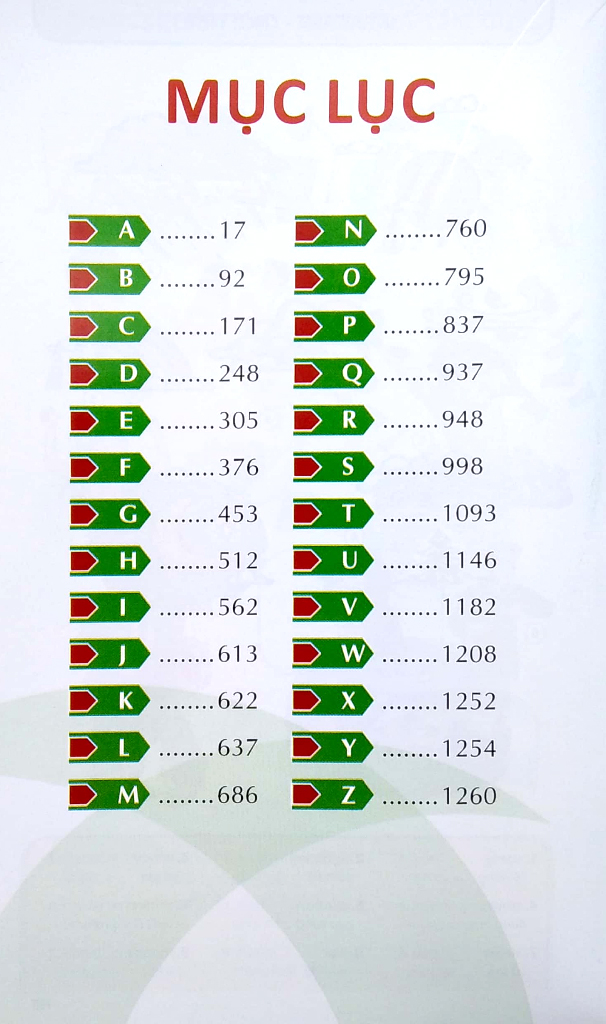 MỤC LỤC
A ........17
B ........92
C ........171
D ........248
E ........305
F ........376
G ........453
H ........512
I ........562
J ........613
K ........622
L ........637
M ........686
N ........760
O ........795
P ........837
Q ........937
R ........948
S ........998
T ........1093
U ........1146
V ........1182
W ........1208
X ........1252
Y ........1254
Z ........1260